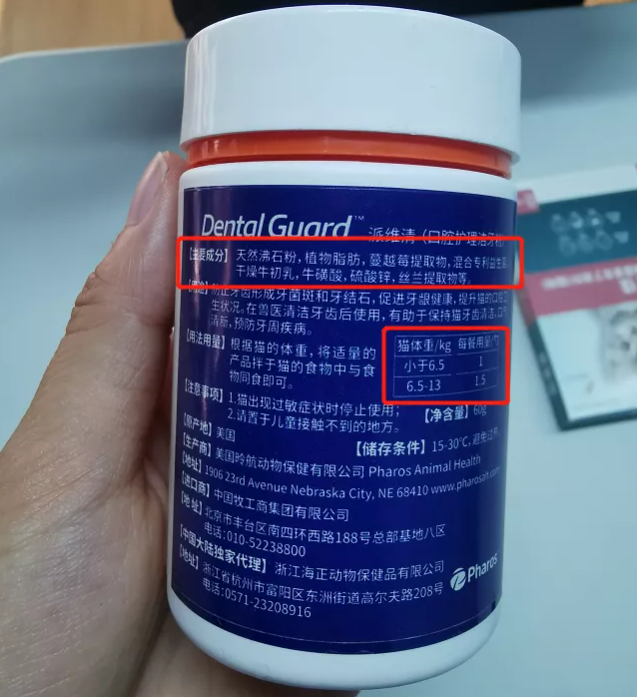 Dental Guard™ 派维清（口腔护理洁牙粉
【主要成分】天然沸石粉，植物脂肪，蔓越莓提取物，混合专利益生菌
干燥牛初乳，牛磺酸，硫酸锌，丝兰提取物等。
防止牙齿形成牙菌斑和牙结石，促进牙龈健康，提升猫的口腔卫
生状况，在兽医清洁牙齿后使用，有助于保持猫牙齿清洁，口气
清新，预防牙周疾病。
【用法用量】根据猫的体重，将适量的
产品拌于猫的食物中与食
物同食即可。
猫体重/kg 每餐用量/勺
小于6.5 1
6.5-13 1.5
【注意事项】1.猫出现过敏症状时停止使用；
2.请置于儿童接触不到的地方。
【净含量】60g
【原产地】美国
【储存条件】15-30℃，避免
【生产商】美国昤航动物保健有限公司 Pharos Animal Health
【地址】1906 23rd Avenue Nebraska City, NE 68410 www.pharosah.com
【进口商】中国牧工商集团有限公司
【地址】北京市丰台区南四环西路188号总部基地八区
电话:010-52238800
【中国大陆独家代理】浙江海正动物保健品有限公司
【地址】浙江省杭州市富阳区东洲街道高尔夫路208号
电话:0571-23208916
Pharos